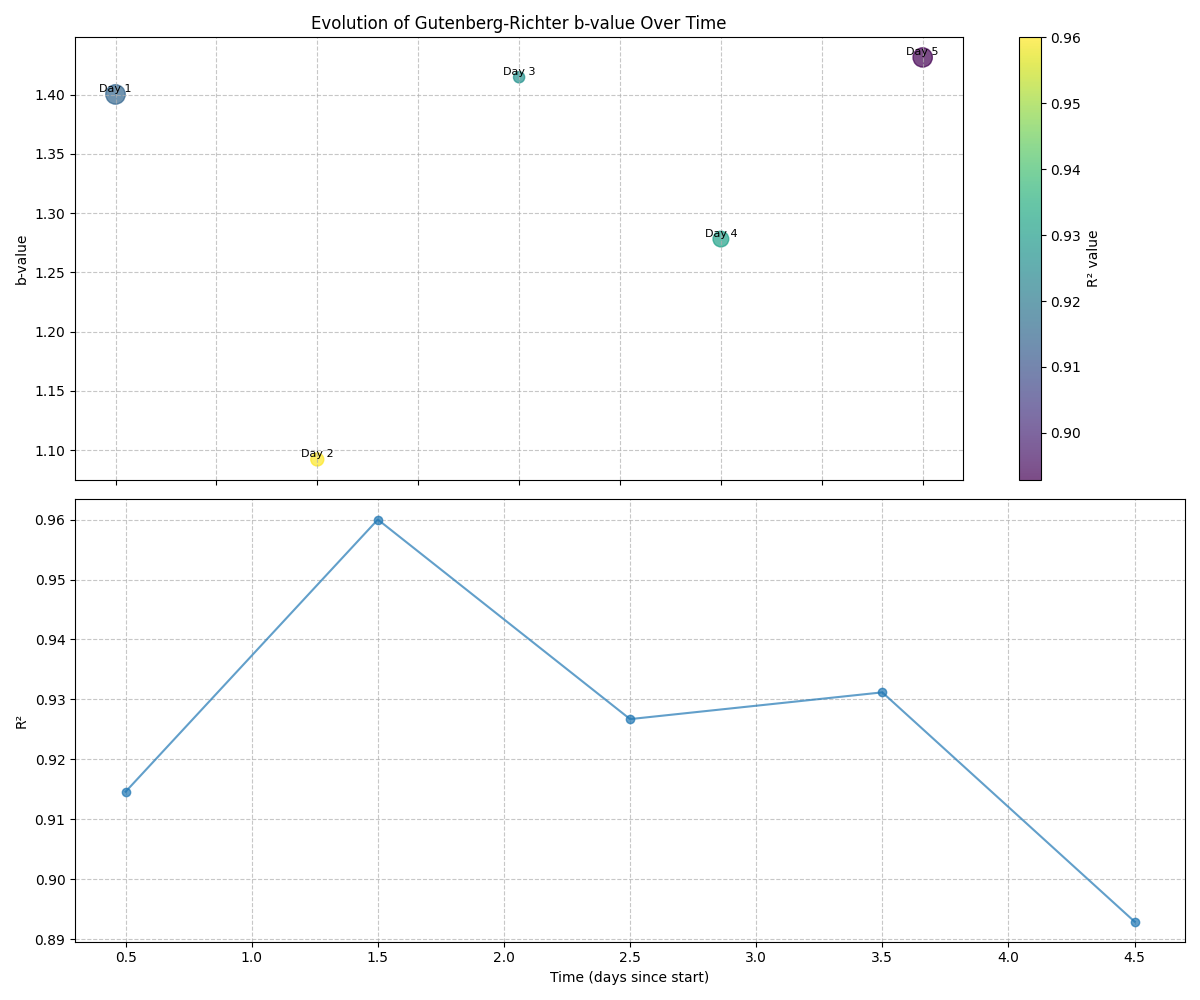 Evolution of Gutenberg-Richter b-value Over Time
b-value
1.40
1.35
1.30
1.25
1.20
1.15
1.10
Day 1
Day 2
Day 3
Day 4
Day 5
0.96
0.95
0.94
0.93
0.92
0.91
0.90
R² value
R²
0.96
0.95
0.94
0.93
0.92
0.91
0.90
0.89
0.5 1.0 1.5 2.0 2.5 3.0 3.5 4.0 4.5
Time (days since start)